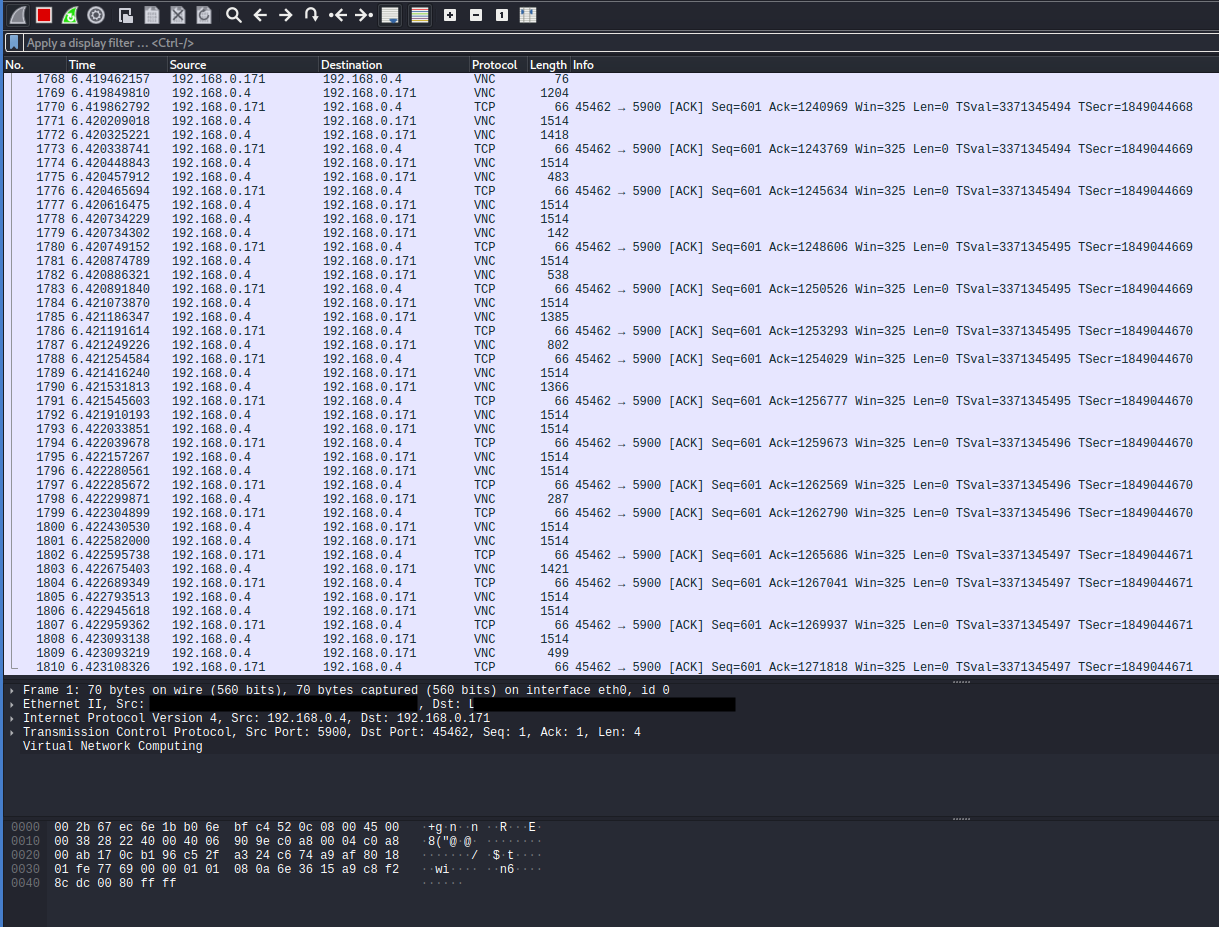 Apply a display filter ... <Ctrl-/>
No. Time Source Destination Protocol Length Info
1768 6.419462157 192.168.0.171 192.168.0.4 VNC 76
1769 6.419849810 192.168.0.4 192.168.0.171 VNC 1204
1770 6.419862792 192.168.0.171 192.168.0.4 TCP 66 45462 → 5900 [ACK] Seq=601 Ack=1240969 Win=325 Len=0 TSval=3371345494 TSecr=1849044668
1771 6.420209018 192.168.0.4 192.168.0.171 VNC 1514
1772 6.420325221 192.168.0.4 192.168.0.171 VNC 1418
1773 6.420338741 192.168.0.171 192.168.0.4 TCP 66 45462 → 5900 [ACK] Seq=601 Ack=1243769 Win=325 Len=0 TSval=3371345494 TSecr=1849044669
1774 6.420448843 192.168.0.4 192.168.0.171 VNC 1514
1775 6.420457912 192.168.0.4 192.168.0.171 VNC 483
1776 6.420465694 192.168.0.171 192.168.0.4 TCP 66 45462 → 5900 [ACK] Seq=601 Ack=1245634 Win=325 Len=0 TSval=3371345494 TSecr=1849044669
1777 6.420616475 192.168.0.4 192.168.0.171 VNC 1514
1778 6.420734229 192.168.0.4 192.168.0.171 VNC 1514
1779 6.420734302 192.168.0.4 192.168.0.171 VNC 142
1780 6.420749152 192.168.0.171 192.168.0.4 TCP 66 45462 → 5900 [ACK] Seq=601 Ack=1248606 Win=325 Len=0 TSval=3371345495 TSecr=1849044669
1781 6.420874789 192.168.0.4 192.168.0.171 VNC 1514
1782 6.420886321 192.168.0.4 192.168.0.171 VNC 538
1783 6.420891840 192.168.0.171 192.168.0.4 TCP 66 45462 → 5900 [ACK] Seq=601 Ack=1250526 Win=325 Len=0 TSval=3371345495 TSecr=1849044669
1784 6.421073870 192.168.0.4 192.168.0.171 VNC 1514
1785 6.421186347 192.168.0.4 192.168.0.171 VNC 1385
1786 6.421191614 192.168.0.171 192.168.0.4 TCP 66 45462 → 5900 [ACK] Seq=601 Ack=1253293 Win=325 Len=0 TSval=3371345495 TSecr=1849044670
1787 6.421249226 192.168.0.4 192.168.0.171 VNC 802
1788 6.421254584 192.168.0.171 192.168.0.4 TCP 66 45462 → 5900 [ACK] Seq=601 Ack=1254029 Win=325 Len=0 TSval=3371345495 TSecr=1849044670
1789 6.421416240 192.168.0.4 192.168.0.171 VNC 1514
1790 6.421531813 192.168.0.4 192.168.0.171 VNC 1366
1791 6.421545603 192.168.0.171 192.168.0.4 TCP 66 45462 → 5900 [ACK] Seq=601 Ack=1256777 Win=325 Len=0 TSval=3371345495 TSecr=1849044670
1792 6.421910193 192.168.0.4 192.168.0.171 VNC 1514
1793 6.422033851 192.168.0.4 192.168.0.171 VNC 1514
1794 6.422039678 192.168.0.171 192.168.0.4 TCP 66 45462 → 5900 [ACK] Seq=601 Ack=1259673 Win=325 Len=0 TSval=3371345496 TSecr=1849044670
1795 6.422157267 192.168.0.4 192.168.0.171 VNC 1514
1796 6.422280561 192.168.0.4 192.168.0.171 VNC 1514
1797 6.422285672 192.168.0.171 192.168.0.4 TCP 66 45462 → 5900 [ACK] Seq=601 Ack=1262569 Win=325 Len=0 TSval=3371345496 TSecr=1849044670
1798 6.422299871 192.168.0.4 192.168.0.171 VNC 287
1799 6.422304899 192.168.0.171 192.168.0.4 TCP 66 45462 → 5900 [ACK] Seq=601 Ack=1262790 Win=325 Len=0 TSval=3371345496 TSecr=1849044670
1800 6.422430530 192.168.0.4 192.168.0.171 VNC 1514
1801 6.422582000 192.168.0.4 192.168.0.171 VNC 1514
1802 6.422595738 192.168.0.171 192.168.0.4 TCP 66 45462 → 5900 [ACK] Seq=601 Ack=1265686 Win=325 Len=0 TSval=3371345497 TSecr=1849044671
1803 6.422675403 192.168.0.4 192.168.0.171 VNC 1421
1804 6.422689349 192.168.0.171 192.168.0.4 TCP 66 45462 → 5900 [ACK] Seq=601 Ack=1267041 Win=325 Len=0 TSval=3371345497 TSecr=1849044671
1805 6.422793513 192.168.0.4 192.168.0.171 VNC 1514
1806 6.422945618 192.168.0.4 192.168.0.171 VNC 1514
1807 6.422959362 192.168.0.171 192.168.0.4 TCP 66 45462 → 5900 [ACK] Seq=601 Ack=1269937 Win=325 Len=0 TSval=3371345497 TSecr=1849044671
1808 6.423093138 192.168.0.4 192.168.0.171 VNC 1514
1809 6.423093219 192.168.0.4 192.168.0.171 VNC 499
1810 6.423108326 192.168.0.171 192.168.0.4 TCP 66 45462 → 5900 [ACK] Seq=601 Ack=1271818 Win=325 Len=0 TSval=3371345497 TSecr=1849044671
Frame 1: 70 bytes on wire (560 bits), 70 bytes captured (560 bits) on interface eth0, id 0
Ethernet II, Src: , Dst: L
Internet Protocol Version 4, Src: 192.168.0.4, Dst: 192.168.0.171
Transmission Control Protocol, Src Port: 5900, Dst Port: 45462, Seq: 1, Ack: 1, Len: 4
Virtual Network Computing
0000 00 2b 67 ec 6e 1b b0 6e bf c4 52 0c 08 00 45 00 ·+g·n··n ··R···E·
0010 00 38 28 22 40 00 40 06 90 9e c0 a8 00 04 c0 a8 ·8("@·@· ········
0020 00 ab 17 0c b1 96 c5 2f a3 24 c6 74 a9 af 80 18 ·······/ ·$·t····
0030 01 fe 77 69 00 00 01 01 08 0a 6e 36 15 a9 c8 f2 ··wi···· ··n6····
0040 8c dc 00 80 ff ff ······